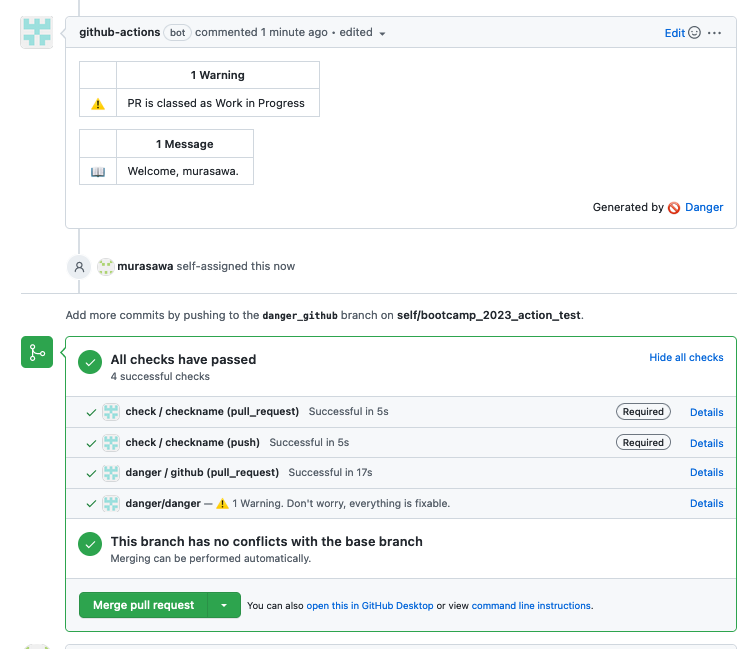 github-actions bot commented 1 minute ago • edited Edit
1 Warning
PR is classed as Work in Progress
1 Message
Welcome, murasawa.
Generated by Danger
murasawa self-assigned this now
Add more commits by pushing to the danger_github branch on self/bootcamp_2023_action_test.
All checks have passed
Hide all checks
4 successful checks
check / checkname (pull_request) Successful in 5s Required Details
check / checkname (push) Successful in 5s Required Details
danger / github (pull_request) Successful in 17s Details
danger/danger — 1 Warning. Don't worry, everything is fixable. Details
This branch has no conflicts with the base branch
Merging can be performed automatically.
Merge pull request You can also open this in GitHub Desktop or view command line instructions.